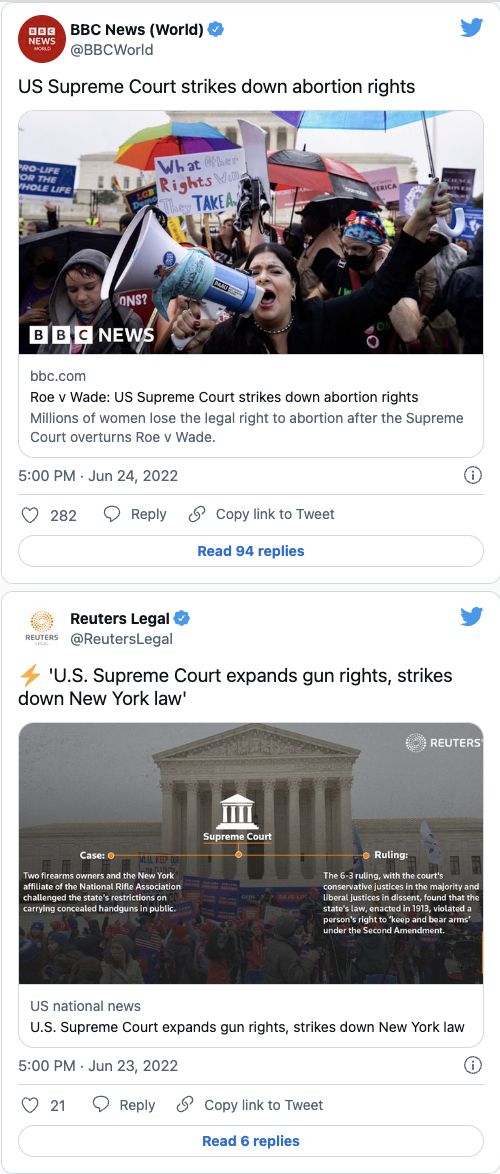 BBC News (World)
@BBCWorld
US Supreme Court strikes down abortion rights
BBC
NEWS
WORLD
PRO-LIFE
FOR THE
WHOLE LIFE
What Other
Rights Will
They TAKE
ONS?
AMERICA
BBC NEWS
bbc.com
Roe v Wade: US Supreme Court strikes down abortion rights
Millions of women lose the legal right to abortion after the Supreme
Court overturns Roe v Wade.
5:00 PM · Jun 24, 2022
282 Reply Copy link to Tweet
Read 94 replies
Reuters Legal
@ReutersLegal
REUTERS
LEGAL
⚡ 'U.S. Supreme Court expands gun rights, strikes
down New York law'
REUTERS
Supreme Court
Case:
Two firearms owners and the New York
affiliate of the National Rifle Association
challenged the state's restrictions on
carrying concealed handguns in public.
Ruling:
The 6-3 ruling, with the court's
conservative justices in the majority and
liberal justices in dissent, found that the
state's law, enacted in 1913, violated a
person's right to "keep and bear arms"
under the Second Amendment.
US national news
U.S. Supreme Court expands gun rights, strikes down New York law
5:00 PM · Jun 23, 2022
21 Reply Copy link to Tweet
Read 6 replies